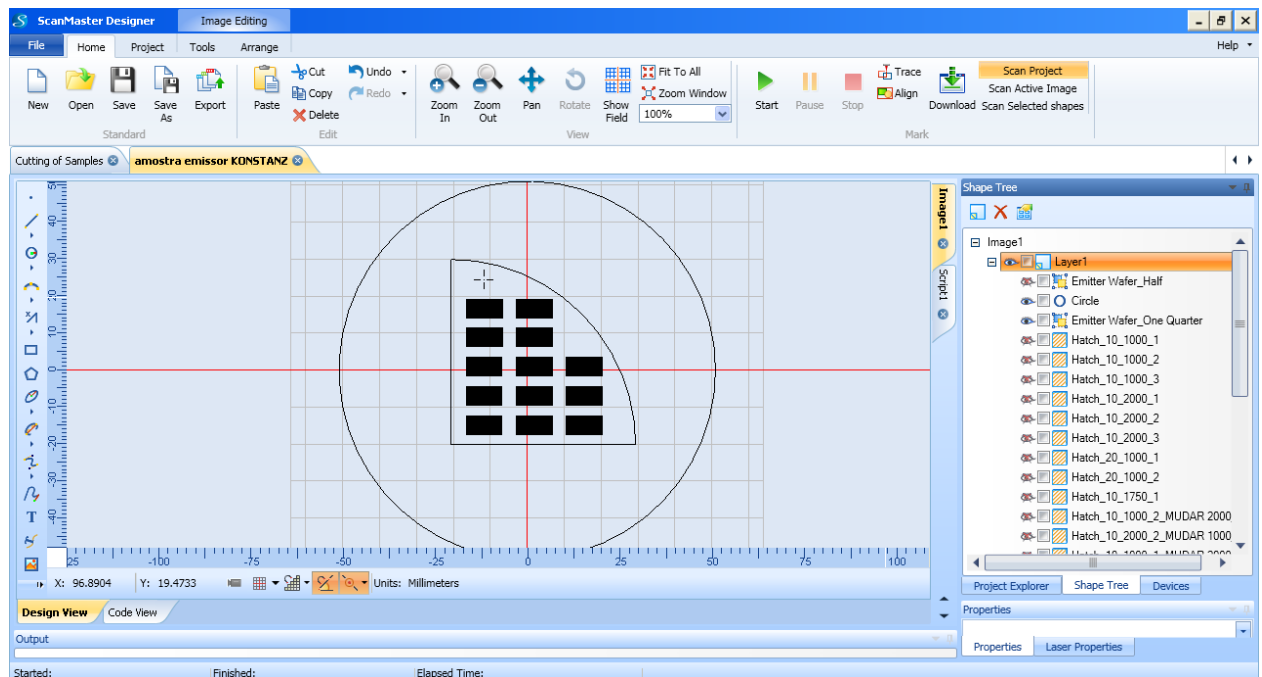 ScanMaster Designer Image Editing
File Home Project Tools Arrange Help
New Open Save Save As Export Paste Cut Copy Delete Undo Redo Zoom In Zoom Out Pan Rotate Show Field Fit To All Zoom Window 100% Start Pause Stop Trace Align Download Scan Project Scan Active Image Scan Selected shapes
Standard Edit View Mark
Cutting of Samples amostra emissor KONSTANZ
Shape Tree
Image1
Script1
Image1
Layer1
Emitter Wafer_Half
Circle
Emitter Wafer_One Quarter
Hatch_10_1000_1
Hatch_10_1000_2
Hatch_10_1000_3
Hatch_10_2000_1
Hatch_10_2000_2
Hatch_10_2000_3
Hatch_20_1000_1
Hatch_20_1000_2
Hatch_10_1750_1
Hatch_10_1000_2_MUDAR 2000
Hatch_10_2000_2_MUDAR 1000
40
30
20
10
0
-10
-20
-30
-40
25 -100 -75 -50 -25 0 25 50 75 100
X: 96.8904 Y: 19.4733 Units: Millimeters
Project Explorer Shape Tree Devices
Design View Code View
Properties
Output
Properties Laser Properties
Started: Finished: Elapsed Time: